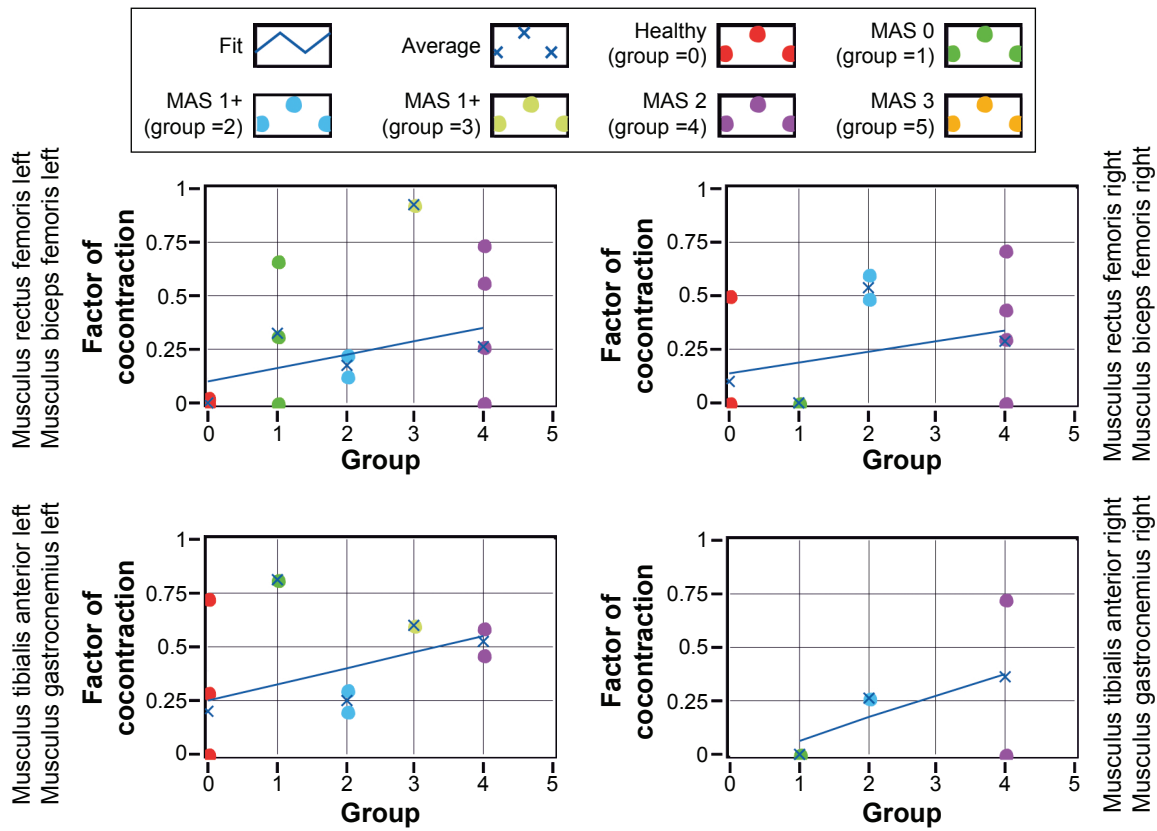 Fit
Average
Healthy
(group =0)
MAS 0
(group =1)
MAS 1+
(group =2)
MAS 1+
(group =3)
MAS 2
(group =4)
MAS 3
(group =5)
Musculus rectus femoris left
Musculus biceps femoris left
Factor of
cocontraction
1
0.75
0.5
0.25
0
0 1 2 3 4 5
Group
Factor of
cocontraction
1
0.75
0.5
0.25
0
0 1 2 3 4 5
Group
Musculus rectus femoris right
Musculus biceps femoris right
Musculus tibialis anterior left
Musculus gastrocnemius left
Factor of
cocontraction
1
0.75
0.5
0.25
0
0 1 2 3 4 5
Group
Factor of
cocontraction
1
0.75
0.5
0.25
0
0 1 2 3 4 5
Group
Musculus tibialis anterior right
Musculus gastrocnemius right